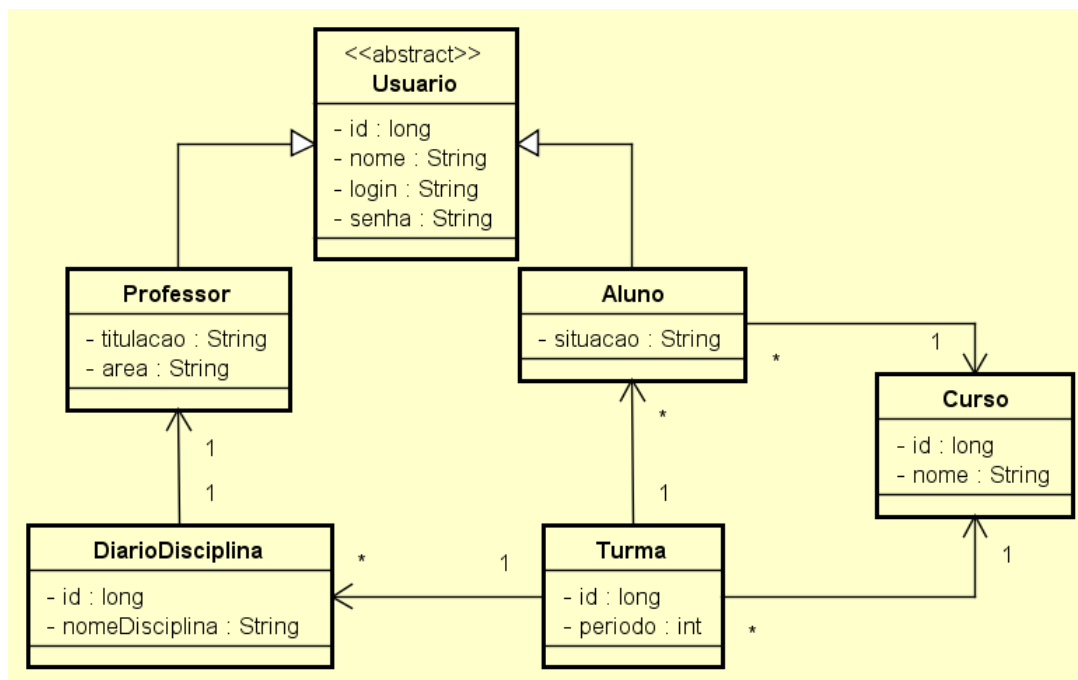 <<abstract>>
Usuario
- id : long
- nome : String
- login : String
- senha : String
Professor
- titulacao : String
- area : String
Aluno
- situacao : String
1
*
Curso
- id : long
- nome : String
1
1
*
1
DiarioDisciplina
- id : long
- nomeDisciplina : String
*
1
Turma
- id : long
- periodo : int
1
*